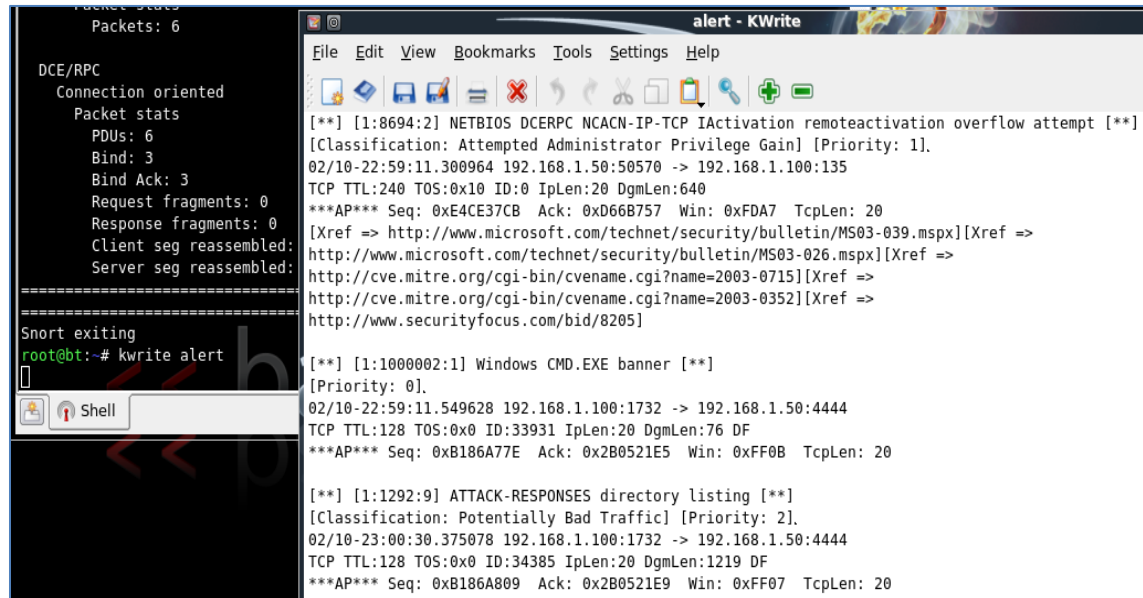 Packet stats
Packets: 6
DCE/RPC
Connection oriented
Packet stats
PDUs: 6
Bind: 3
Bind Ack: 3
Request fragments: 0
Response fragments: 0
Client seg reassembled:
Server seg reassembled:
================================
================================
Snort exiting
root@bt:~# kwrite alert
Shell
<<
alert - KWrite
File Edit View Bookmarks Tools Settings Help
[**] [1:8694:2] NETBIOS DCERPC NCACN-IP-TCP IActivation remoteactivation overflow attempt [**]
[Classification: Attempted Administrator Privilege Gain] [Priority: 1].
02/10-22:59:11.300964 192.168.1.50:50570 -> 192.168.1.100:135
TCP TTL:240 TOS:0x10 ID:0 IpLen:20 DgmLen:640
***AP*** Seq: 0xE4CE37CB Ack: 0xD66B757 Win: 0xFDA7 TcpLen: 20
[Xref => http://www.microsoft.com/technet/security/bulletin/MS03-039.mspx][Xref =>
http://www.microsoft.com/technet/security/bulletin/MS03-026.mspx][Xref =>
http://cve.mitre.org/cgi-bin/cvename.cgi?name=2003-0715][Xref =>
http://cve.mitre.org/cgi-bin/cvename.cgi?name=2003-0352][Xref =>
http://www.securityfocus.com/bid/8205]
[**] [1:1000002:1] Windows CMD.EXE banner [**]
[Priority: 0].
02/10-22:59:11.549628 192.168.1.100:1732 -> 192.168.1.50:4444
TCP TTL:128 TOS:0x0 ID:33931 IpLen:20 DgmLen:76 DF
***AP*** Seq: 0xB186A77E Ack: 0x2B0521E5 Win: 0xFF0B TcpLen: 20
[**] [1:1292:9] ATTACK-RESPONSES directory listing [**]
[Classification: Potentially Bad Traffic] [Priority: 2].
02/10-23:00:30.375078 192.168.1.100:1732 -> 192.168.1.50:4444
TCP TTL:128 TOS:0x0 ID:34385 IpLen:20 DgmLen:1219 DF
***AP*** Seq: 0xB186A809 Ack: 0x2B0521E9 Win: 0xFF07 TcpLen: 20